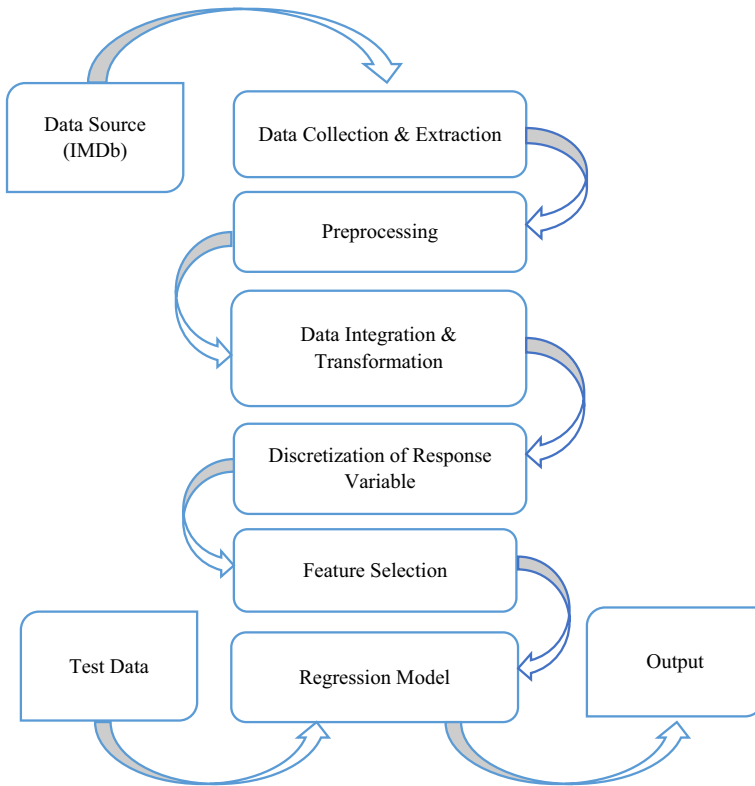 Data Source
(IMDb)
Data Collection & Extraction
Preprocessing
Data Integration &
Transformation
Discretization of Response
Variable
Feature Selection
Test Data
Regression Model
Output